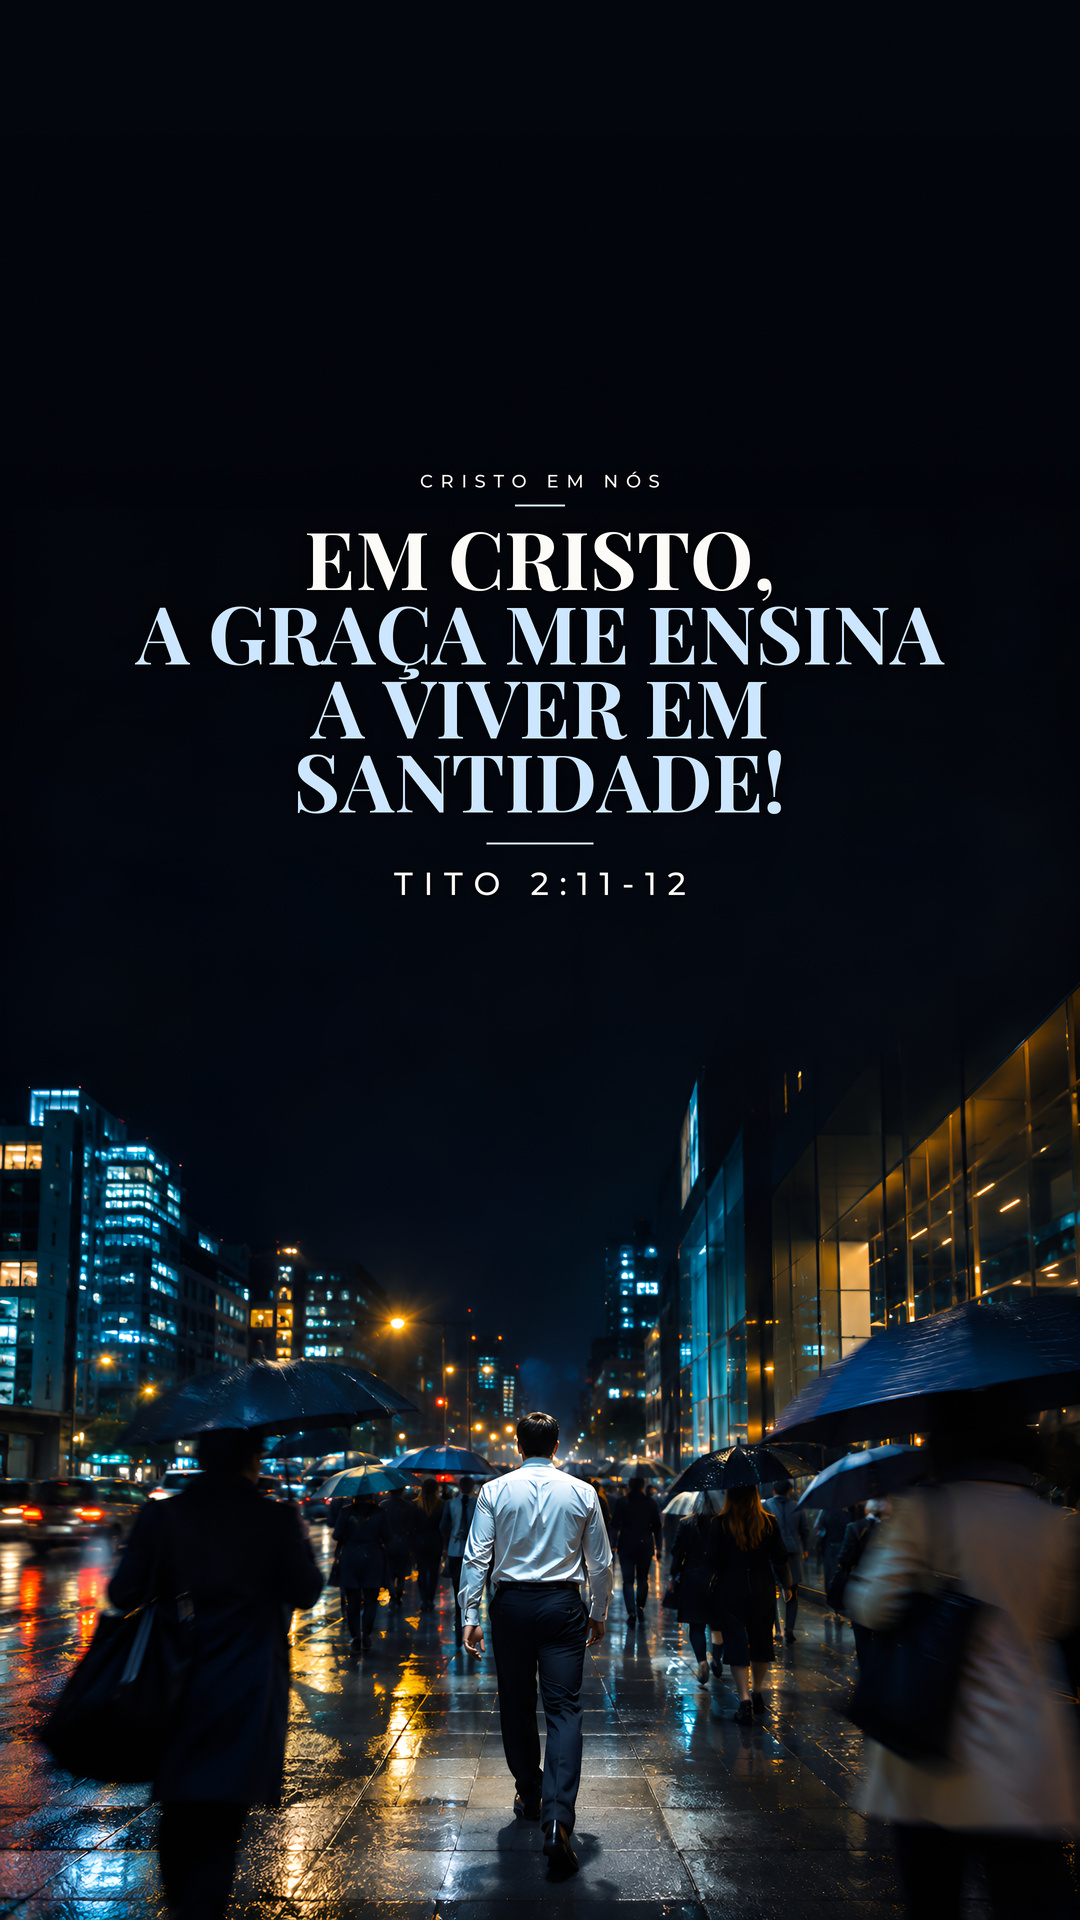 CRISTO EM NÓS
EM CRISTO,
A GRAÇA ME ENSINA
A VIVER EM
SANTIDADE!
TITO 2:11-12